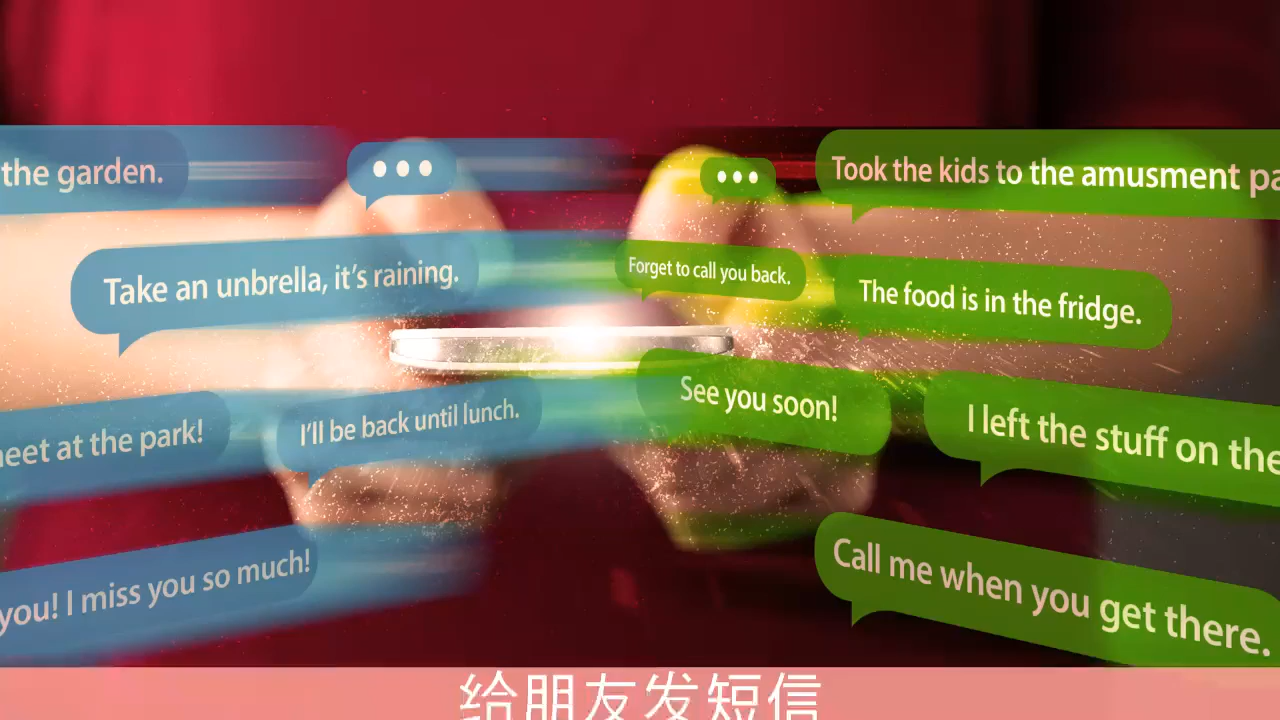 the garden.
Took the kids to the amusment pa
Take an unbrella, it's raining.
Forget to call you back.
The food is in the fridge.
See you soon!
neet at the park!
I'll be back until lunch.
I left the stuff on the
you! I miss you so much!
Call me when you get there.
给朋友发短信